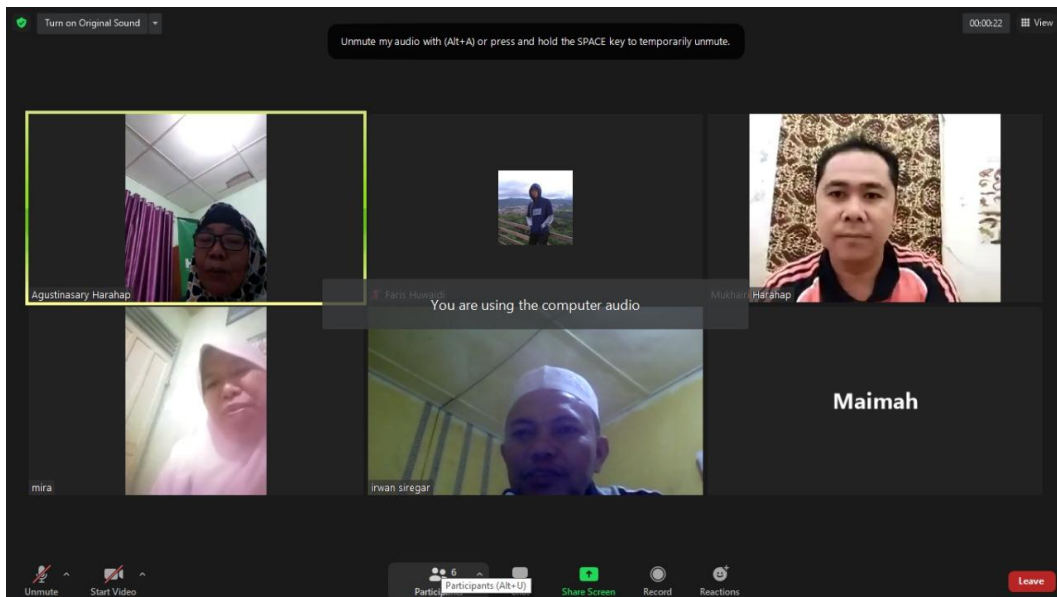 Turn on Original Sound
00:00:22
View
Unmute my audio with (Alt+A) or press and hold the SPACE key to temporarily unmute.
Agustinasary Harahap
Faris Huwaidi
Mukhairi Harahap
You are using the computer audio
mira
irwan siregar
Maimah
6
Participants (Alt+U)
Unmute
Start Video
Share Screen
Record
Reactions
Leave